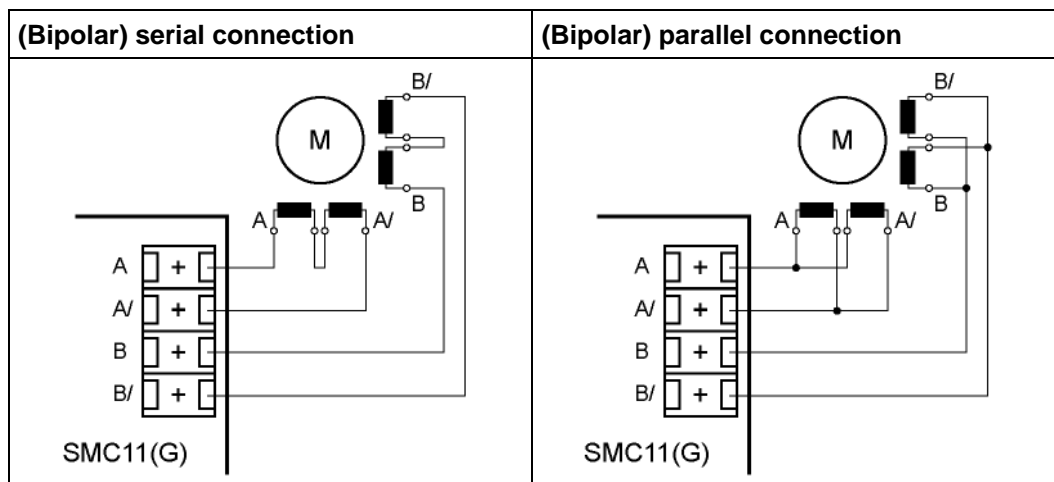 (Bipolar) serial connection
(Bipolar) parallel connection
B/
M
B
A
A/
A
+
A/
+
B
+
B/
+
SMC11(G)
B/
M
B
A
A/
A
+
A/
+
B
+
B/
+
SMC11(G)